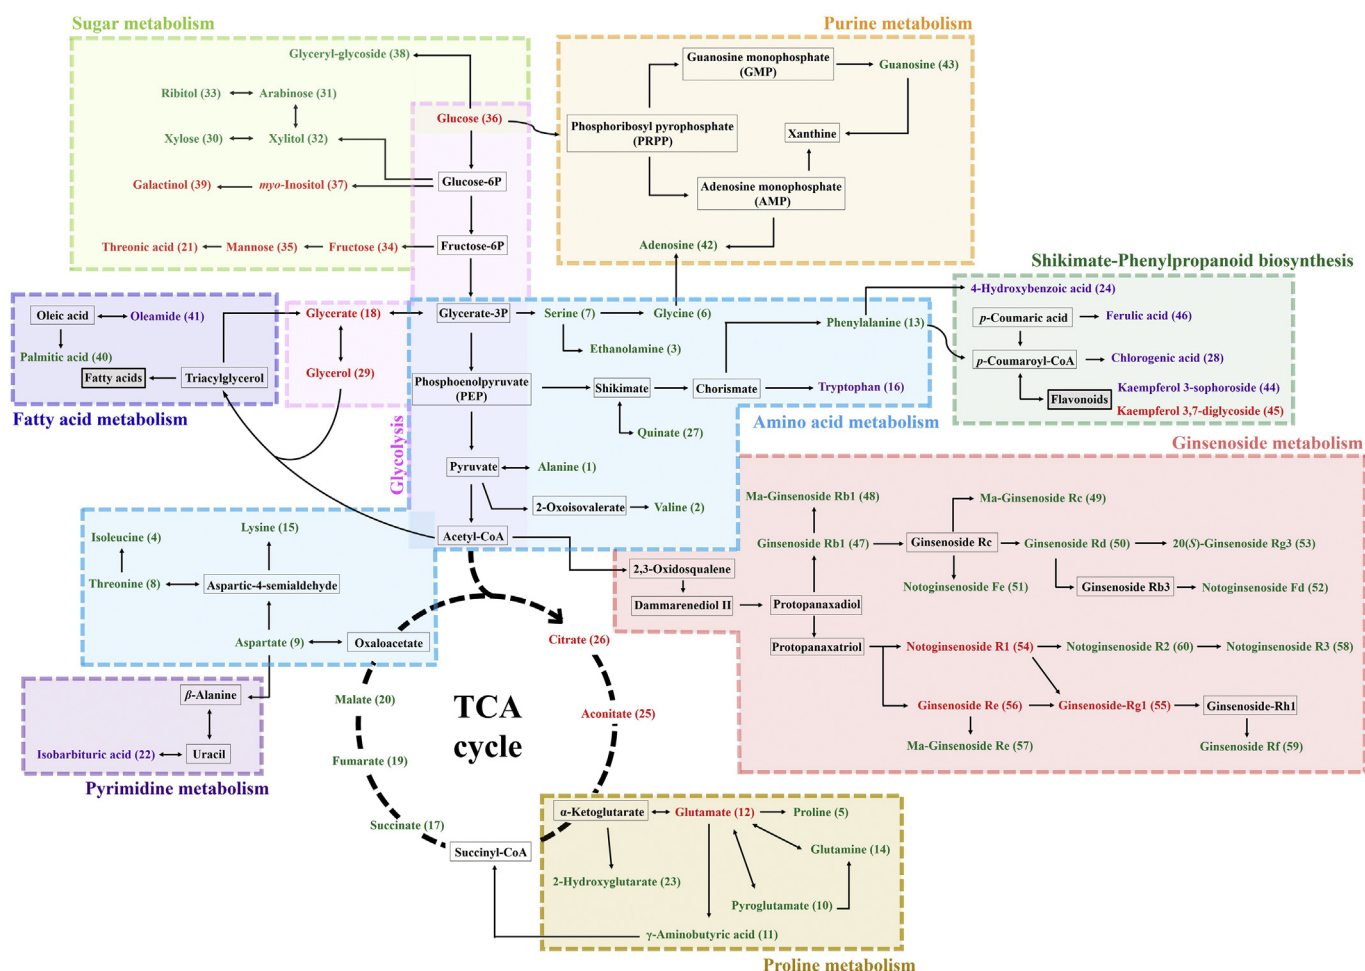 Sugar metabolism
Glyceryl-glycoside (38)
Ribitol (33)
Arabinose (31)
Xylose (30)
Xylitol (32)
Glucose (36)
Galactinol (39)
myo-Inositol (37)
Glucose-6P
Threonic acid (21)
Mannose (35)
Fructose (34)
Fructose-6P
Purine metabolism
Guanosine monophosphate
(GMP)
Guanosine (43)
Phosphoribosyl pyrophosphate
(PRPP)
Xanthine
Adenosine monophosphate
(AMP)
Adenosine (42)
Shikimate-Phenylpropanoid biosynthesis
4-Hydroxybenzoic acid (24)
p-Coumaric acid
Ferulic acid (46)
p-Coumaroyl-CoA
Chlorogenic acid (28)
Kaempferol 3-sophoroside (44)
Flavonoids
Kaempferol 3,7-diglycoside (45)
Oleic acid
Oleamide (41)
Palmitic acid (40)
Fatty acids
Triacylglycerol
Fatty acid metabolism
Glycerate (18)
Glycerol (29)
Glycolysis
Glycerate-3P
Serine (7)
Glycine (6)
Phenylalanine (13)
Ethanolamine (3)
Phosphoenolpyruvate
(PEP)
Shikimate
Chorismate
Tryptophan (16)
Quinate (27)
Amino acid metabolism
Pyruvate
Alanine (1)
2-Oxoisovalerate
Valine (2)
Acetyl-CoA
Ginsenoside metabolism
Ma-Ginsenoside Rb1 (48)
Ma-Ginsenoside Rc (49)
Ginsenoside Rb1 (47)
Ginsenoside Rc
Ginsenoside Rd (50)
20(S)-Ginsenoside Rg3 (53)
2,3-Oxidosqualene
Notoginsenoside Fe (51)
Ginsenoside Rb3
Notoginsenoside Fd (52)
Dammarenediol II
Protopanaxadiol
Protopanaxatriol
Notoginsenoside R1 (54)
Notoginsenoside R2 (60)
Notoginsenoside R3 (58)
Ginsenoside Re (56)
Ginsenoside-Rg1 (55)
Ginsenoside-Rh1
Ma-Ginsenoside Re (57)
Ginsenoside Rf (59)
Lysine (15)
Isoleucine (4)
Threonine (8)
Aspartic-4-semialdehyde
Aspartate (9)
Oxaloacetate
β-Alanine
Isobarbituric acid (22)
Uracil
Pyrimidine metabolism
Citrate (26)
Malate (20)
TCA
cycle
Aconitate (25)
Fumarate (19)
Succinate (17)
Succinyl-CoA
α-Ketoglutarate
Glutamate (12)
Proline (5)
Glutamine (14)
2-Hydroxyglutarate (23)
Pyroglutamate (10)
γ-Aminobutyric acid (11)
Proline metabolism